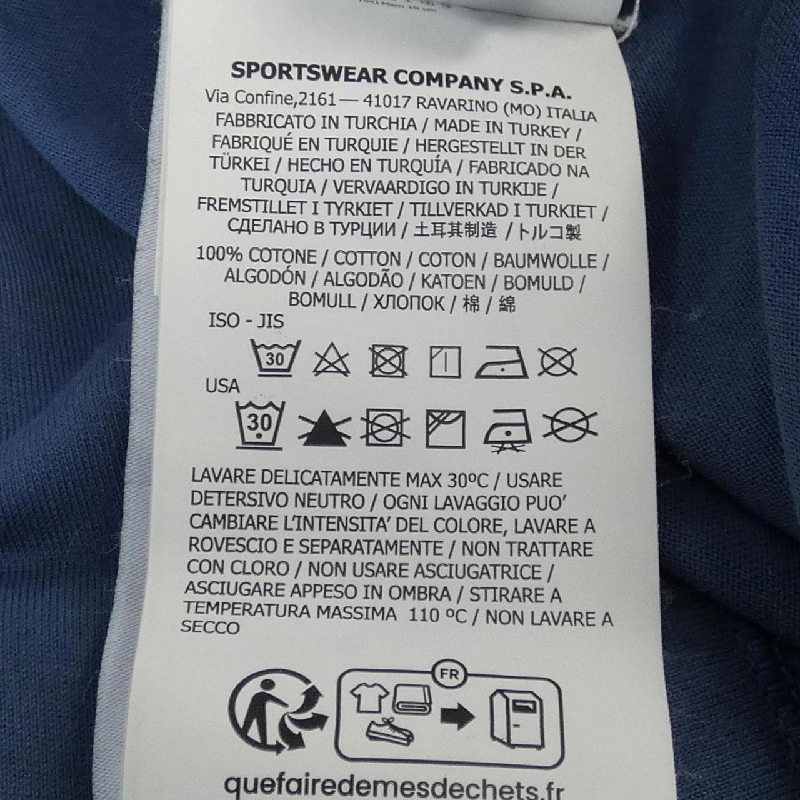 SPORTSWEAR COMPANY S.P.A.
Via Confine,2161— 41017 RAVARINO (MO) ITALIA
FABBRICATO IN TURCHIA / MADE IN TURKEY /
FABRIQUÉ EN TURQUIE / HERGESTELLT IN DER
TÜRKEI / HECHO EN TURQUÍA / FABRICADO NA
TURQUIA / VERVAARDIGO IN TURKIJE /
FREMSTILLET I TYRKIET / TILLVERKAD I TURKIET /
СДЕЛАНО В ТУРЦИИ / 土耳其制造 / トルコ製
100% COTONE / COTTON / COTON / BAUMWOLLE /
ALGODÓN / ALGODÃO / KATOEN / BOMULD /
BOMULL / ХЛОПОК / 棉 / 綿
ISO - JIS
30
USA
30
LAVARE DELICATAMENTE MAX 30ºC / USARE
DETERSIVO NEUTRO / OGNI LAVAGGIO PUO'
CAMBIARE L'INTENSITA' DEL COLORE, LAVARE A
ROVESCIO E SEPARATAMENTE / NON TRATTARE
CON CLORO / NON USARE ASCIUGATRICE /
ASCIUGARE APPESO IN OMBRA / STIRARE A
TEMPERATURA MASSIMA 110 ºC / NON LAVARE A
SECCO
FR
quefairedemesdechets.fr